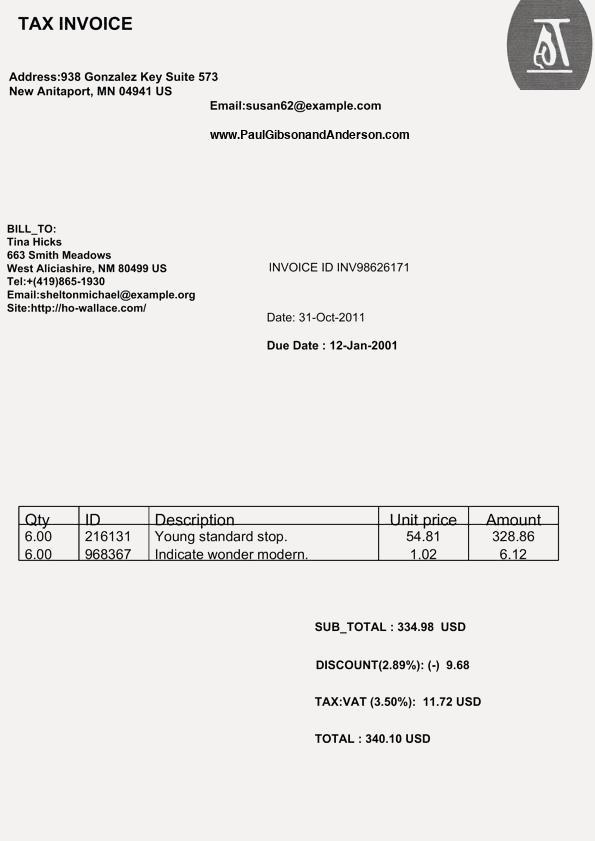 TAX INVOICE
Address:938 Gonzalez Key Suite 573
New Anitaport, MN 04941 US
Email:susan62@example.com
www.PaulGibsonandAnderson.com
BILL_TO:
Tina Hicks
663 Smith Meadows
West Aliciashire, NM 80499 US
Tel:+(419)865-1930
Email:sheltonmichael@example.org
Site:http://ho-wallace.com/
INVOICE ID INV98626171
Date: 31-Oct-2011
Due Date : 12-Jan-2001
Qty ID Description Unit price Amount
6.00 216131 Young standard stop. 54.81 328.86
6.00 968367 Indicate wonder modern. 1.02 6.12
SUB_TOTAL : 334.98 USD
DISCOUNT(2.89%): (-) 9.68
TAX:VAT (3.50%): 11.72 USD
TOTAL : 340.10 USD